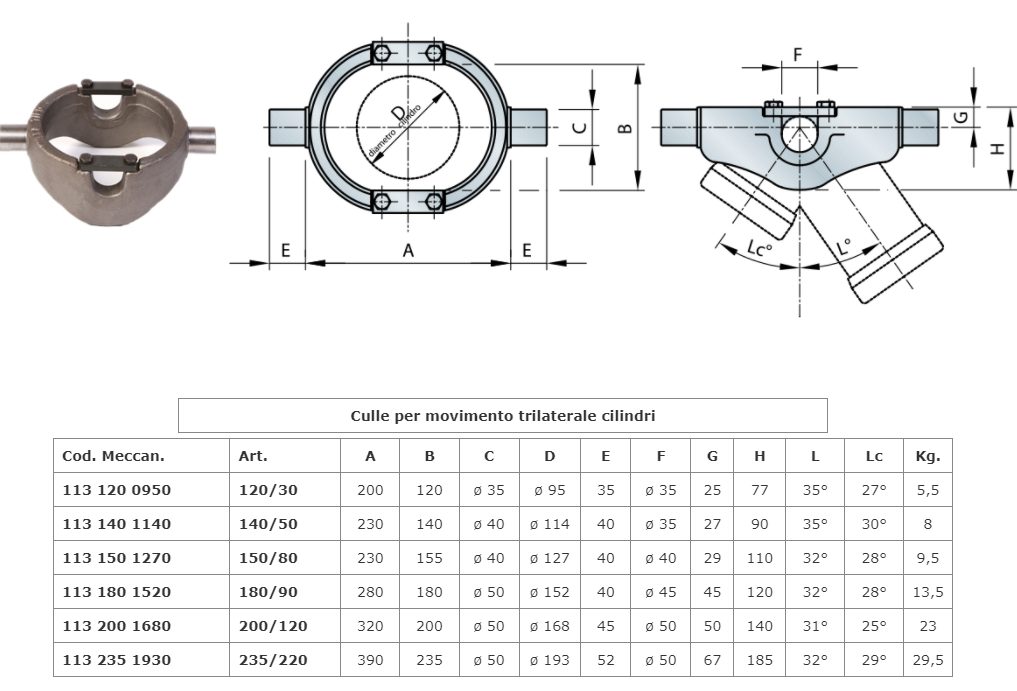 D
diametro cilindro
C
B
E
A
E
F
G
H
Lc°
L°
Culle per movimento trilaterale cilindri
Cod. Meccan. Art. A B C D E F G H L Lc Kg.
113 120 0950 120/30 200 120 ø 35 ø 95 35 ø 35 25 77 35° 27° 5,5
113 140 1140 140/50 230 140 ø 40 ø 114 40 ø 35 27 90 35° 30° 8
113 150 1270 150/80 230 155 ø 40 ø 127 40 ø 40 29 110 32° 28° 9,5
113 180 1520 180/90 280 180 ø 50 ø 152 40 ø 45 45 120 32° 28° 13,5
113 200 1680 200/120 320 200 ø 50 ø 168 45 ø 50 50 140 31° 25° 23
113 235 1930 235/220 390 235 ø 50 ø 193 52 ø 50 67 185 32° 29° 29,5